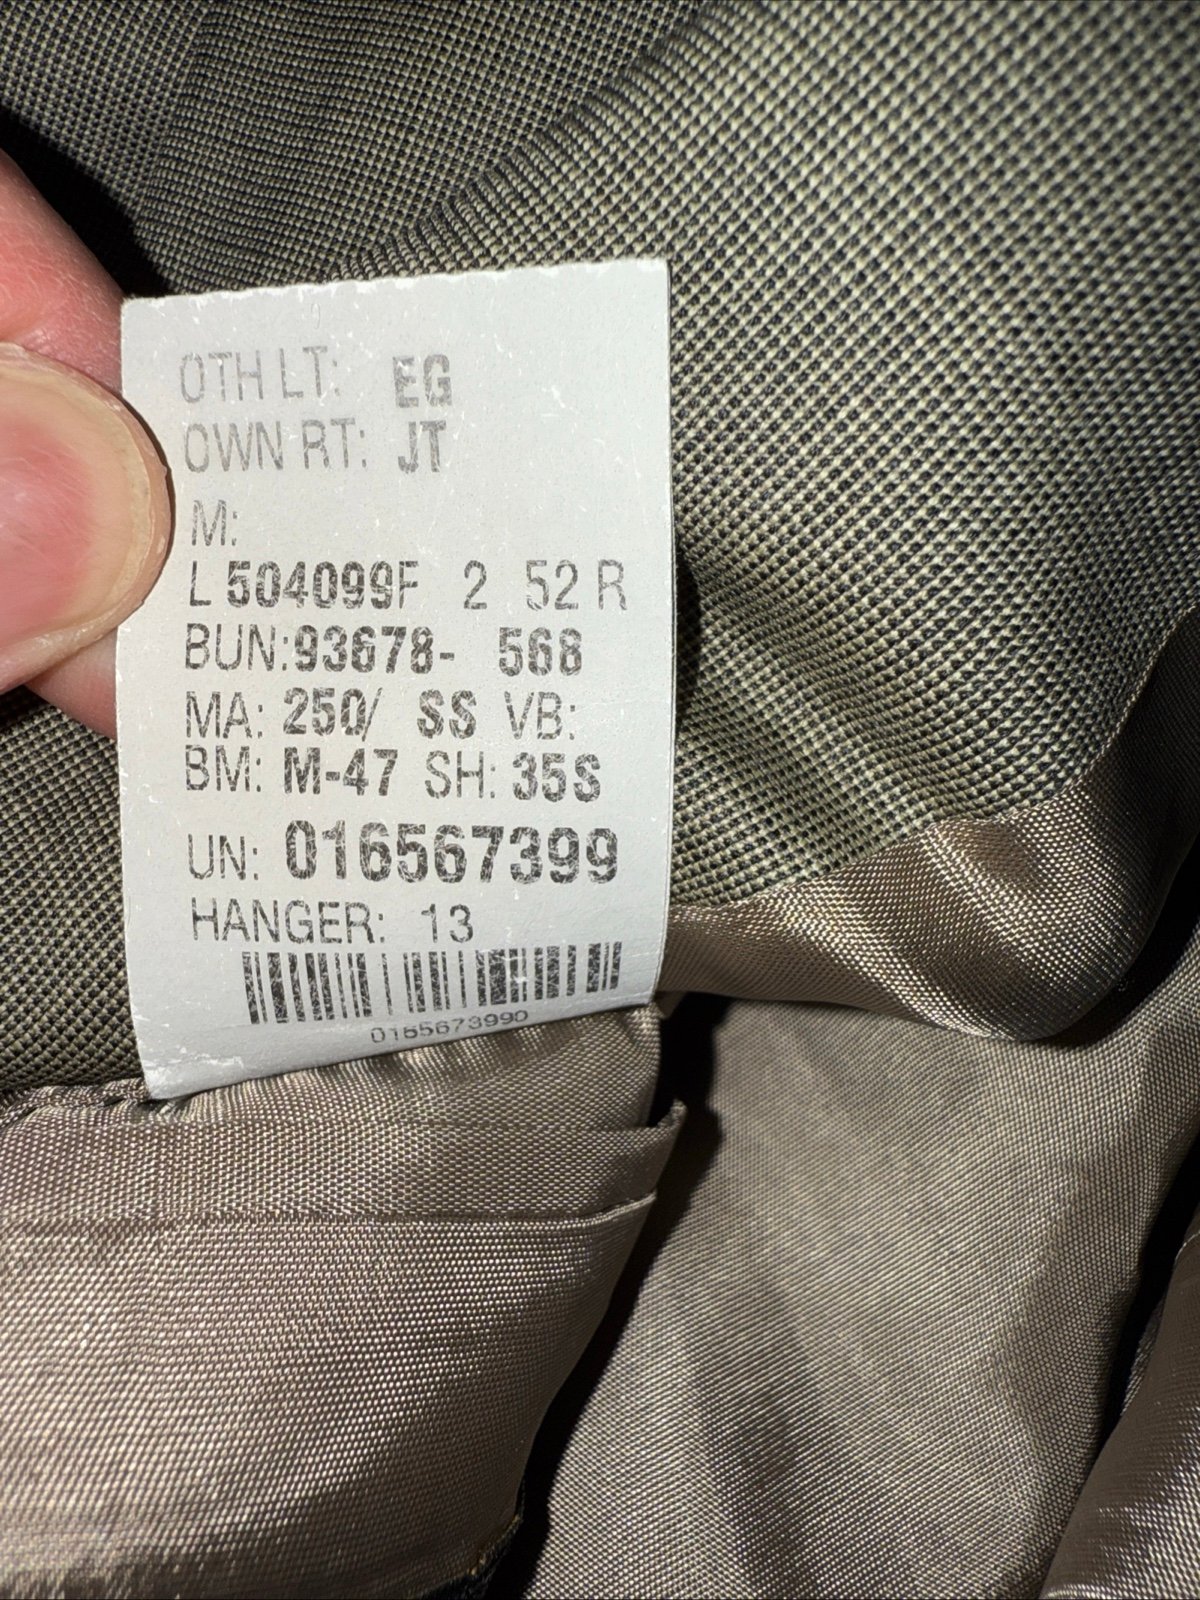 OTH LT: EG
OWN RT: JT
M:
L 504099F 2 52 R
BUN:93678- 568
MA: 250/ SS VB:
BM: M-47 SH: 35S
UN: 016567399
HANGER: 13
0165673990